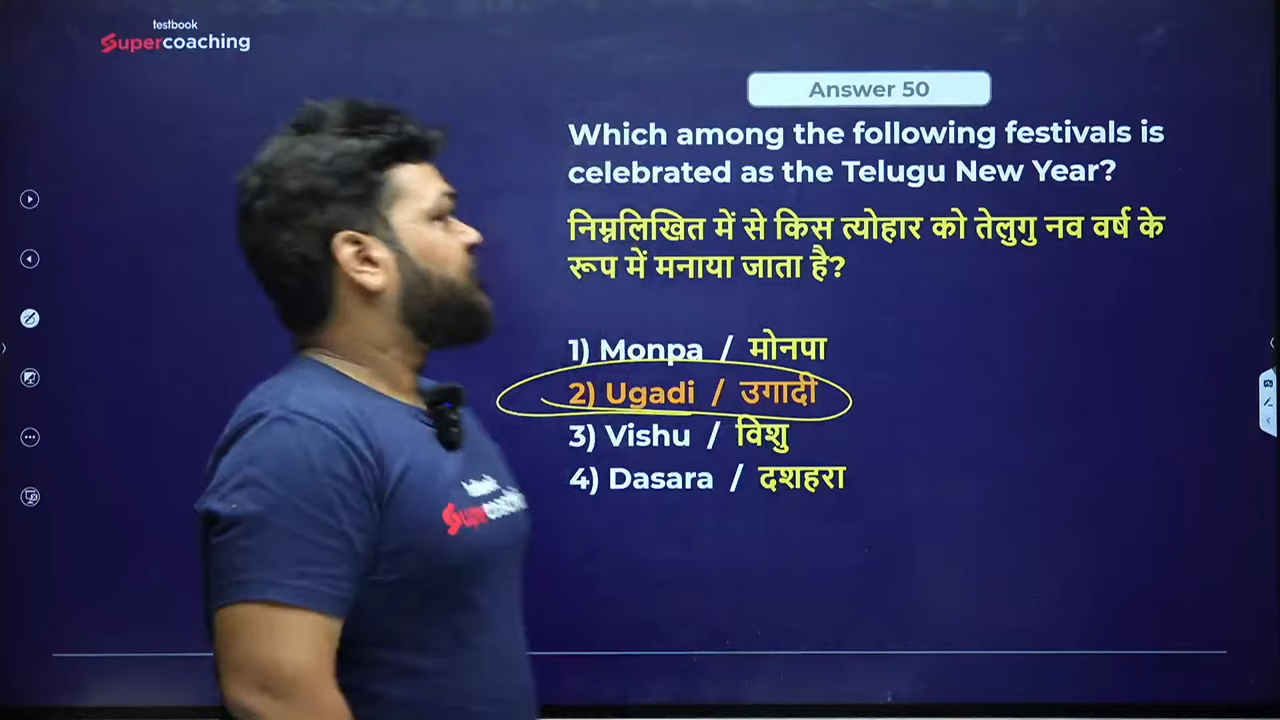 testbook
Supercoaching
Answer 50
Which among the following festivals is
celebrated as the Telugu New Year?
निम्नलिखित में से किस त्योहार को तेलुगु नव वर्ष के
रूप में मनाया जाता है?
1) Monpa / मोनपा
2) Ugadi / उगादी
3) Vishu / विशु
4) Dasara / दशहरा